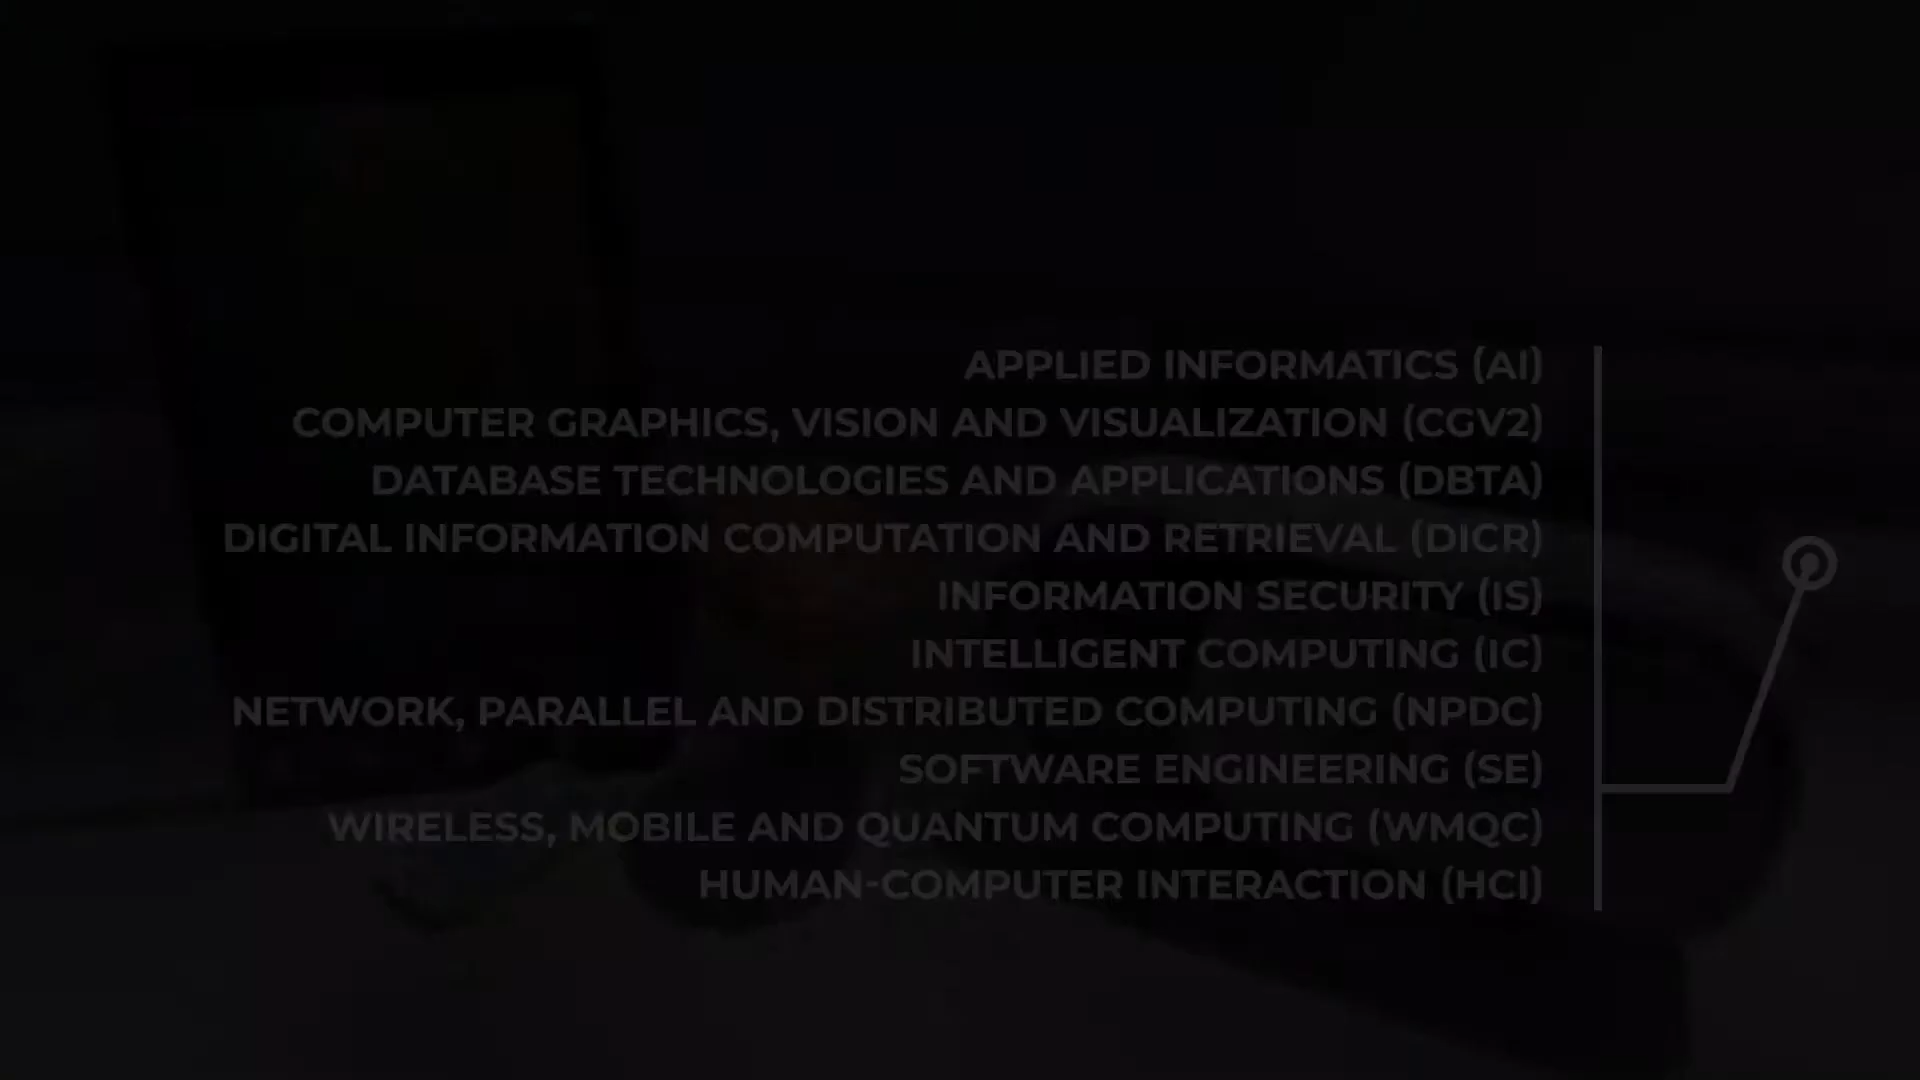 APPLIED INFORMATICS (AI)
COMPUTER GRAPHICS, VISION AND VISUALIZATION (CGV2)
DATABASE TECHNOLOGIES AND APPLICATIONS (DBTA)
DIGITAL INFORMATION COMPUTATION AND RETRIEVAL (DICR)
INFORMATION SECURITY (IS)
INTELLIGENT COMPUTING (IC)
NETWORK, PARALLEL AND DISTRIBUTED COMPUTING (NPDC)
SOFTWARE ENGINEERING (SE)
WIRELESS, MOBILE AND QUANTUM COMPUTING (WMQC)
HUMAN-COMPUTER INTERACTION (HCI)